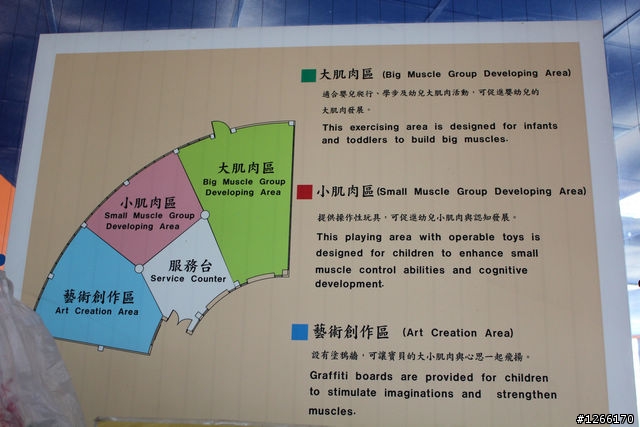 大肌肉區 (Big Muscle Group Developing Area)
適合嬰兒爬行、學步及幼兒大肌肉活動,可促進嬰幼兒的
大肌肉發展。
This exercising area is designed for infants
and toddlers to build big muscles.
小肌肉區 (Small Muscle Group Developing Area)
提供操作性玩具,可促進幼兒小肌肉與認知發展。
This playing area with operable toys is
designed for children to enhance small
muscle control abilities and cognitive
development.
藝術創作區 (Art Creation Area)
設有塗鴉牆,可讓寶貝的大小肌肉與心思一起飛揚。
Graffiti boards are provided for children
to stimulate imaginations and strengthen
muscles.
大肌肉區
Big Muscle Group
Developing Area
小肌肉區
Small Muscle Group
Developing Area
服務台
Service Counter
藝術創作區
Art Creation Area
#1266170